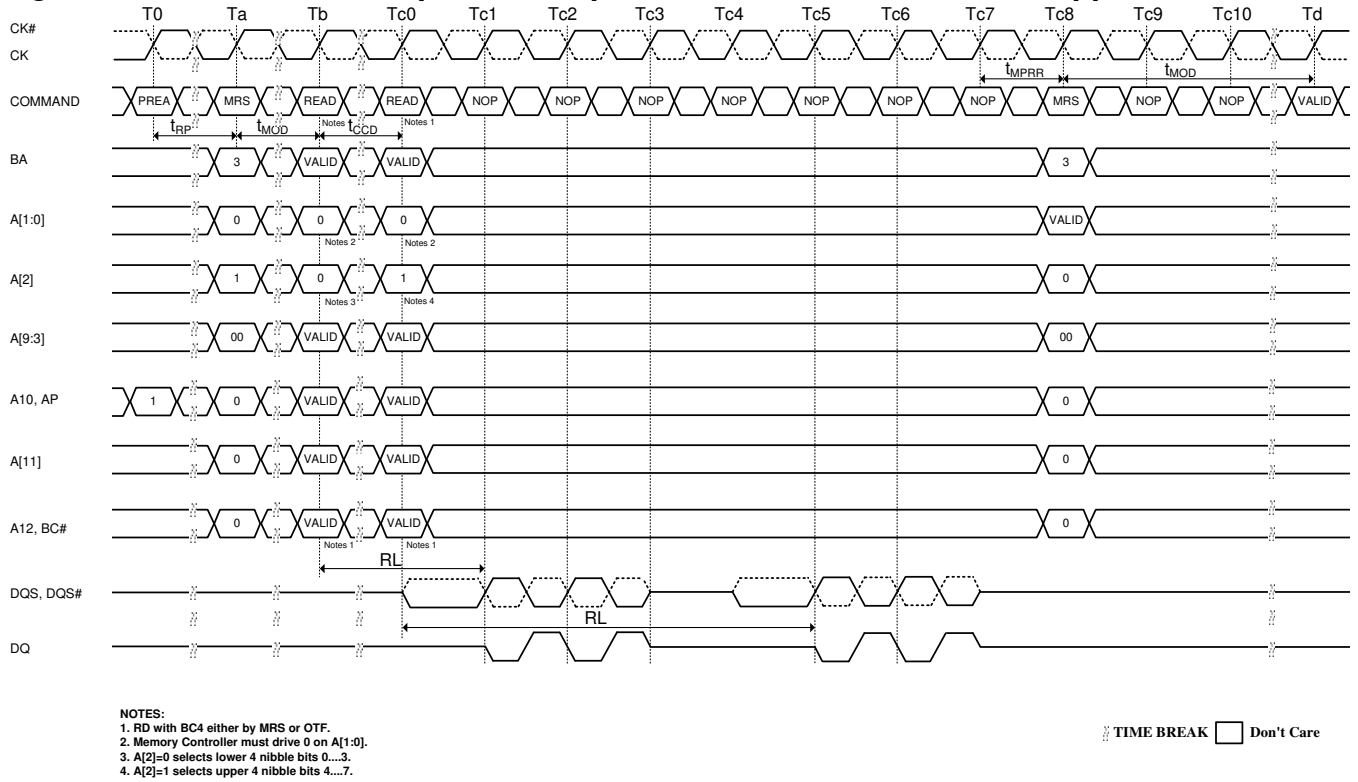 T0 Ta Tb Tc0 Tc1 Tc2 Tc3 Tc4 Tc5 Tc6 Tc7 Tc8 Tc9 Tc10 Td
CK#
CK
tMPRR tMOD
COMMAND PREA MRS READ READ NOP NOP NOP NOP NOP NOP NOP MRS NOP NOP VALID
Notes 1 Notes 1
tRP tMOD tCCD
BA 3 VALID VALID 3
A[1:0] 0 0 0 VALID
Notes 2 Notes 2
A[2] 1 0 1 0
Notes 3 Notes 4
A[9:3] 00 VALID VALID 00
A10, AP 1 0 VALID VALID 0
A[11] 0 VALID VALID 0
A12, BC# 0 VALID VALID 0
Notes 1 Notes 1
RL
DQS, DQS#
RL
DQ
NOTES:
1. RD with BC4 either by MRS or OTF.
2. Memory Controller must drive 0 on A[1:0].
3. A[2]=0 selects lower 4 nibble bits 0....3.
4. A[2]=1 selects upper 4 nibble bits 4....7.
TIME BREAK Don't Care